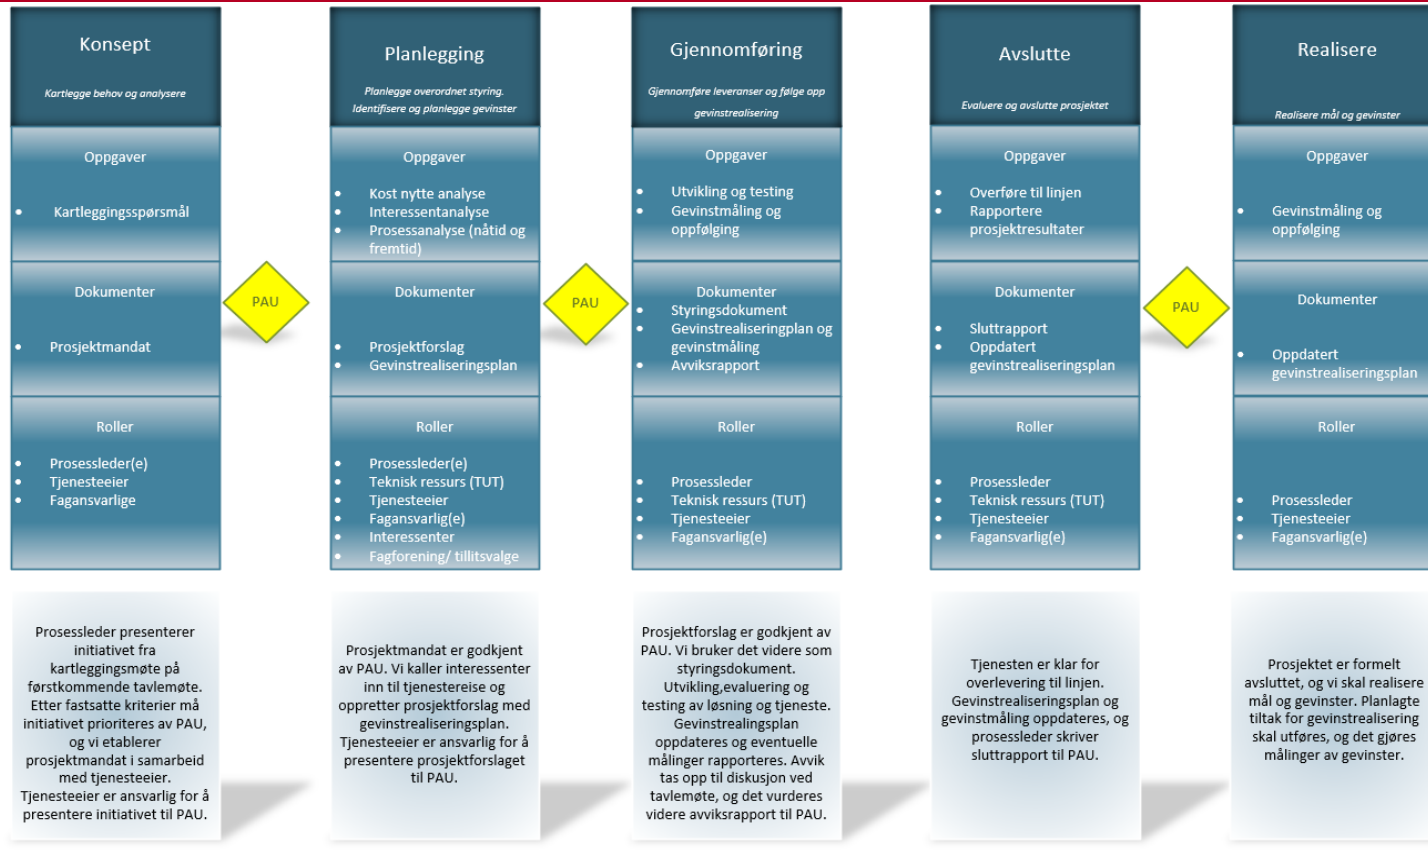 Konsept
Kartlegge behov og analysere
Oppgaver
Kartleggingsspørsmål
Dokumenter
Prosjektmandat
Roller
Prosessleder(e)
Tjenesteeier
Fagansvarlige
Prosessleder presenterer
initiativet fra
kartleggingsmøte på
førstkommende tavlemøte.
Etter fastsatte kriterier må
initiativet prioriteres av PAU,
og vi etablerer
prosjektmandat i samarbeid
med tjenesteeier.
Tjenesteeier er ansvarlig for å
presentere initiativet til PAU.
PAU
Planlegging
Planlegge overordnet styring.
Identifisere og planlegge gevinster
Oppgaver
Kost nytte analyse
Interessentanalyse
Prosessanalyse (nåtid og
fremtid)
Dokumenter
Prosjektforslag
Gevinstrealiseringsplan
Roller
Prosessleder(e)
Teknisk ressurs (TUT)
Tjenesteeier
Fagansvarlig(e)
Interessenter
Fagforening/ tillitsvalge
Prosjektmandat er godkjent
av PAU. Vi kaller interessenter
inn til tjenestereise og
oppretter prosjektforslag med
gevinstrealiseringsplan.
Tjenesteeier er ansvarlig for å
presentere prosjektforslaget
til PAU.
PAU
Gjennomføring
Gjennomføre leveranser og følge opp
gevinstrealisering
Oppgaver
Utvikling og testing
Gevinstmåling og
oppfølging
Dokumenter
Styringsdokument
Gevinstrealiseringplan og
gevinstmåling
Avviksrapport
Roller
Prosessleder
Teknisk ressurs (TUT)
Tjenesteeier
Fagansvarlig(e)
Prosjektforslag er godkjent av
PAU. Vi bruker det videre som
styringsdokument.
Utvikling,evaluering og
testing av løsning og tjeneste.
Gevinstrealingsplan
oppdateres og eventuelle
målinger rapporteres. Avvik
tas opp til diskusjon ved
tavlemøte, og det vurderes
videre avviksrapport til PAU.
Avslutte
Evaluere og avslutte prosjektet
Oppgaver
Overføre til linjen
Rapportere
prosjektresultater
Dokumenter
Sluttrapport
Oppdatert
gevinstrealiseringsplan
Roller
Prosessleder
Teknisk ressurs (TUT)
Tjenesteeier
Fagansvarlig(e)
Tjenesten er klar for
overlevering til linjen.
Gevinstrealiseringsplan og
gevinstmåling oppdateres, og
prosessleder skriver
sluttrapport til PAU.
PAU
Realisere
Realisere mål og gevinster
Oppgaver
Gevinstmåling og
oppfølging
Dokumenter
Oppdatert
gevinstrealiseringsplan
Roller
Prosessleder
Tjenesteeier
Fagansvarlig(e)
Prosjektet er formelt
avsluttet, og vi skal realisere
mål og gevinster. Planlagte
tiltak for gevinstrealisering
skal utføres, og det gjøres
målinger av gevinster.